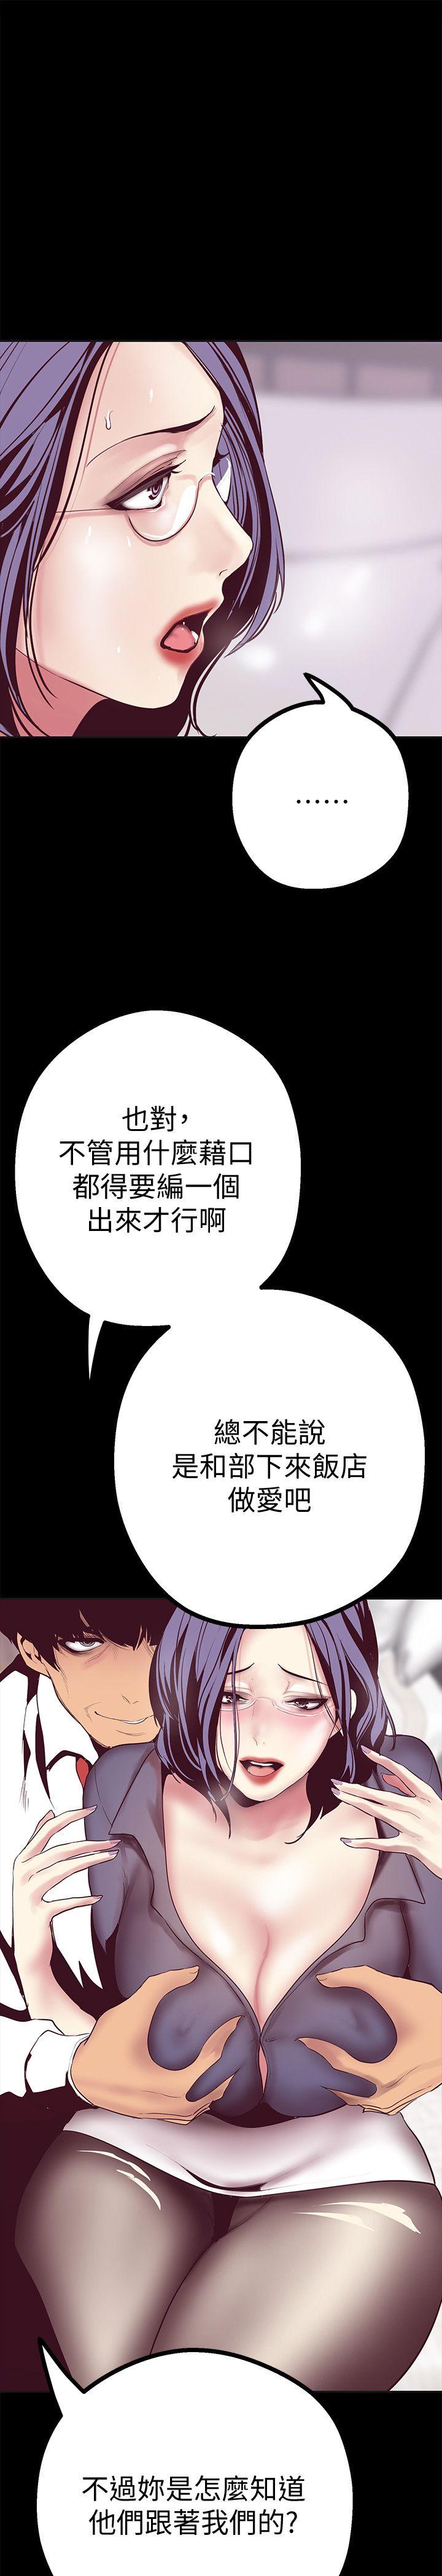 ......
也對，
不管用什麼藉口
都得要編一個
出來才行啊
總不能說
是和部下來飯店
做愛吧
不過妳是怎麼知道
他們跟著我們的?